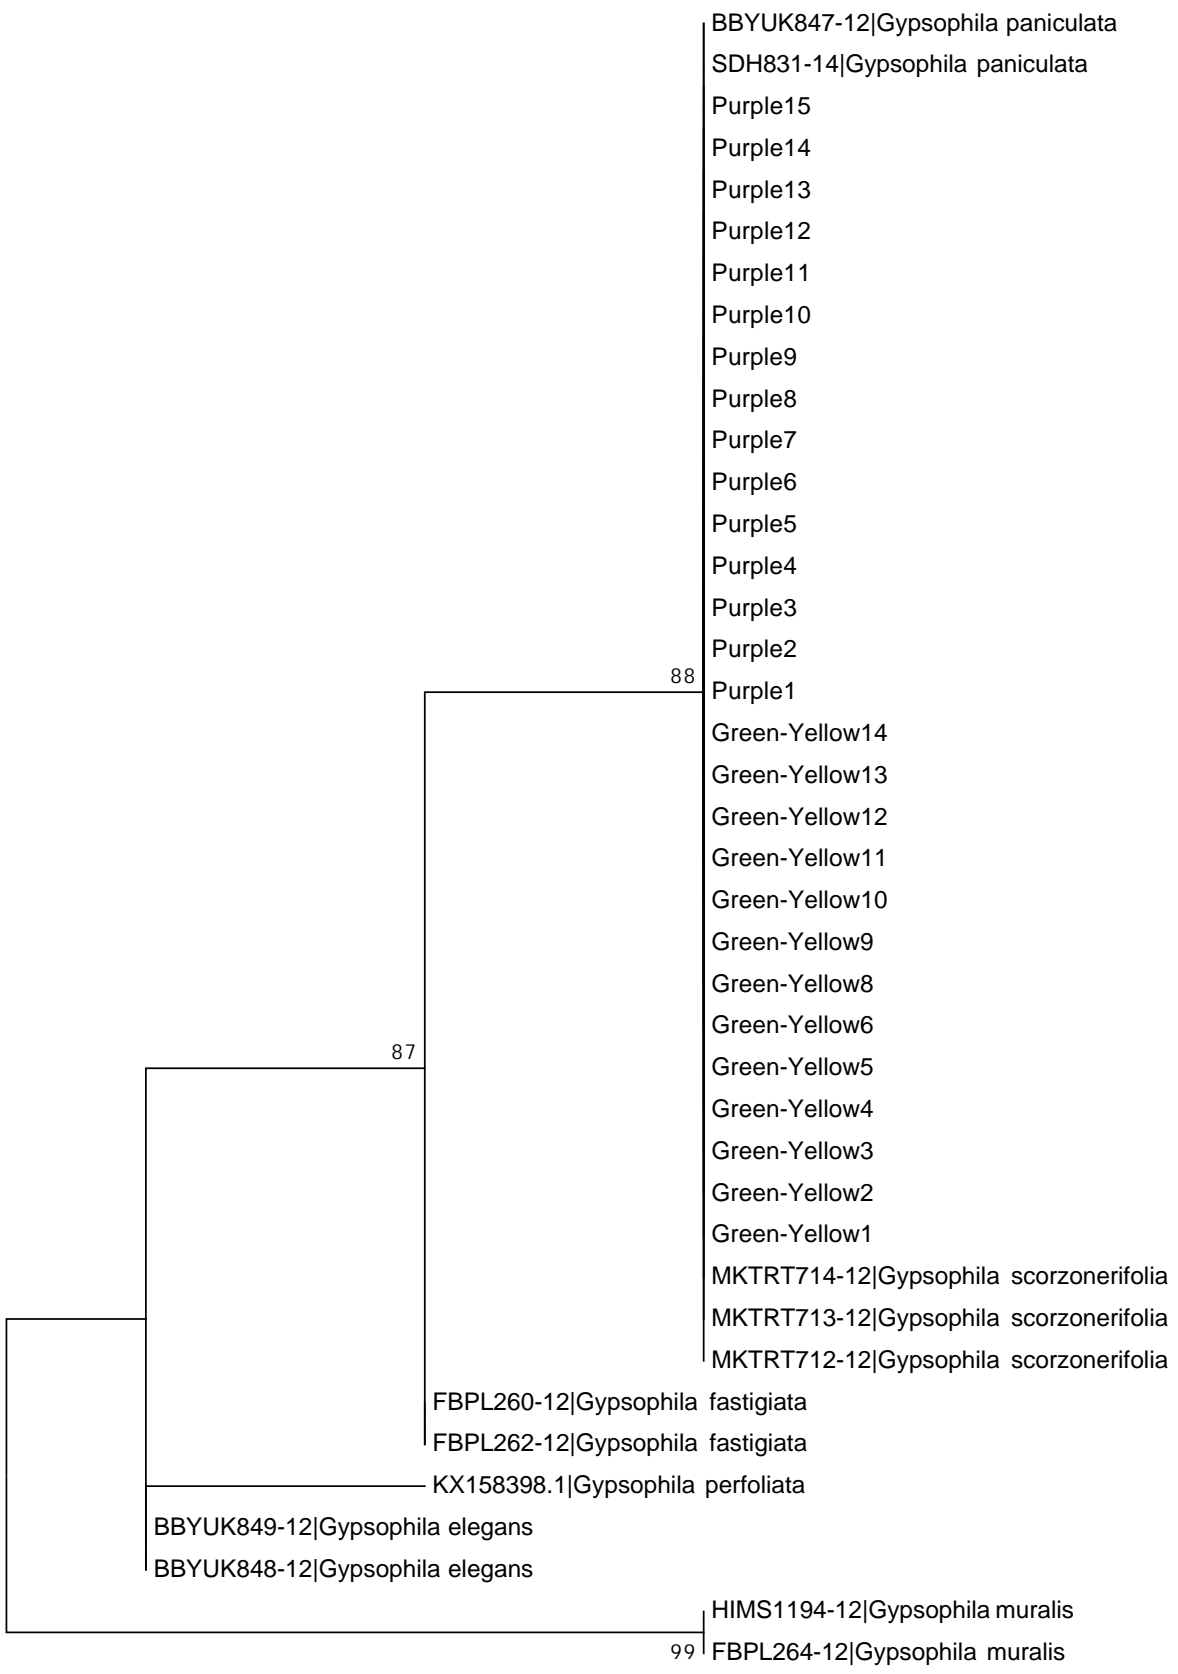 BBYUK847-12|Gypsophila paniculata
SDH831-14|Gypsophila paniculata
Purple15
Purple14
Purple13
Purple12
Purple11
Purple10
Purple9
Purple8
Purple7
Purple6
Purple5
Purple4
Purple3
Purple2
88
Purple1
Green-Yellow14
Green-Yellow13
Green-Yellow12
Green-Yellow11
Green-Yellow10
Green-Yellow9
Green-Yellow8
Green-Yellow6
87
Green-Yellow5
Green-Yellow4
Green-Yellow3
Green-Yellow2
Green-Yellow1
MKTRT714-12|Gypsophila scorzonerifolia
MKTRT713-12|Gypsophila scorzonerifolia
MKTRT712-12|Gypsophila scorzonerifolia
FBPL260-12|Gypsophila fastigiata
FBPL262-12|Gypsophila fastigiata
KX158398.1|Gypsophila perfoliata
BBYUK849-12|Gypsophila elegans
BBYUK848-12|Gypsophila elegans
HIMS1194-12|Gypsophila muralis
99 FBPL264-12|Gypsophila muralis